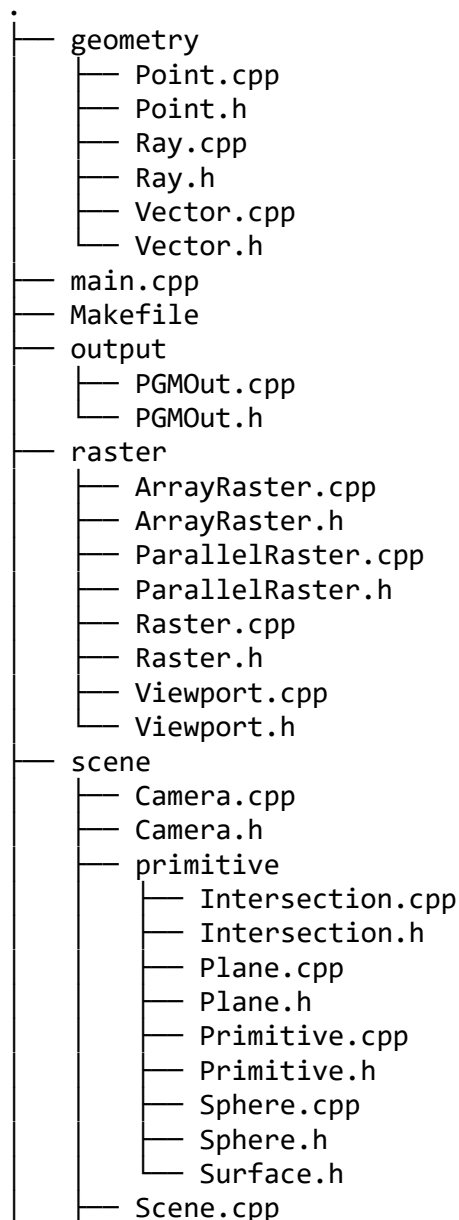 .
├── geometry
│   ├── Point.cpp
│   ├── Point.h
│   ├── Ray.cpp
│   ├── Ray.h
│   ├── Vector.cpp
│   └── Vector.h
├── main.cpp
├── Makefile
├── output
│   ├── PGMOut.cpp
│   └── PGMOut.h
├── raster
│   ├── ArrayRaster.cpp
│   ├── ArrayRaster.h
│   ├── ParallelRaster.cpp
│   ├── ParallelRaster.h
│   ├── Raster.cpp
│   ├── Raster.h
│   ├── Viewport.cpp
│   └── Viewport.h
├── scene
│   ├── Camera.cpp
│   ├── Camera.h
│   ├── primitive
│   │   ├── Intersection.cpp
│   │   ├── Intersection.h
│   │   ├── Plane.cpp
│   │   ├── Plane.h
│   │   ├── Primitive.cpp
│   │   ├── Primitive.h
│   │   ├── Sphere.cpp
│   │   ├── Sphere.h
│   │   └── Surface.h
│   ├── Scene.cpp